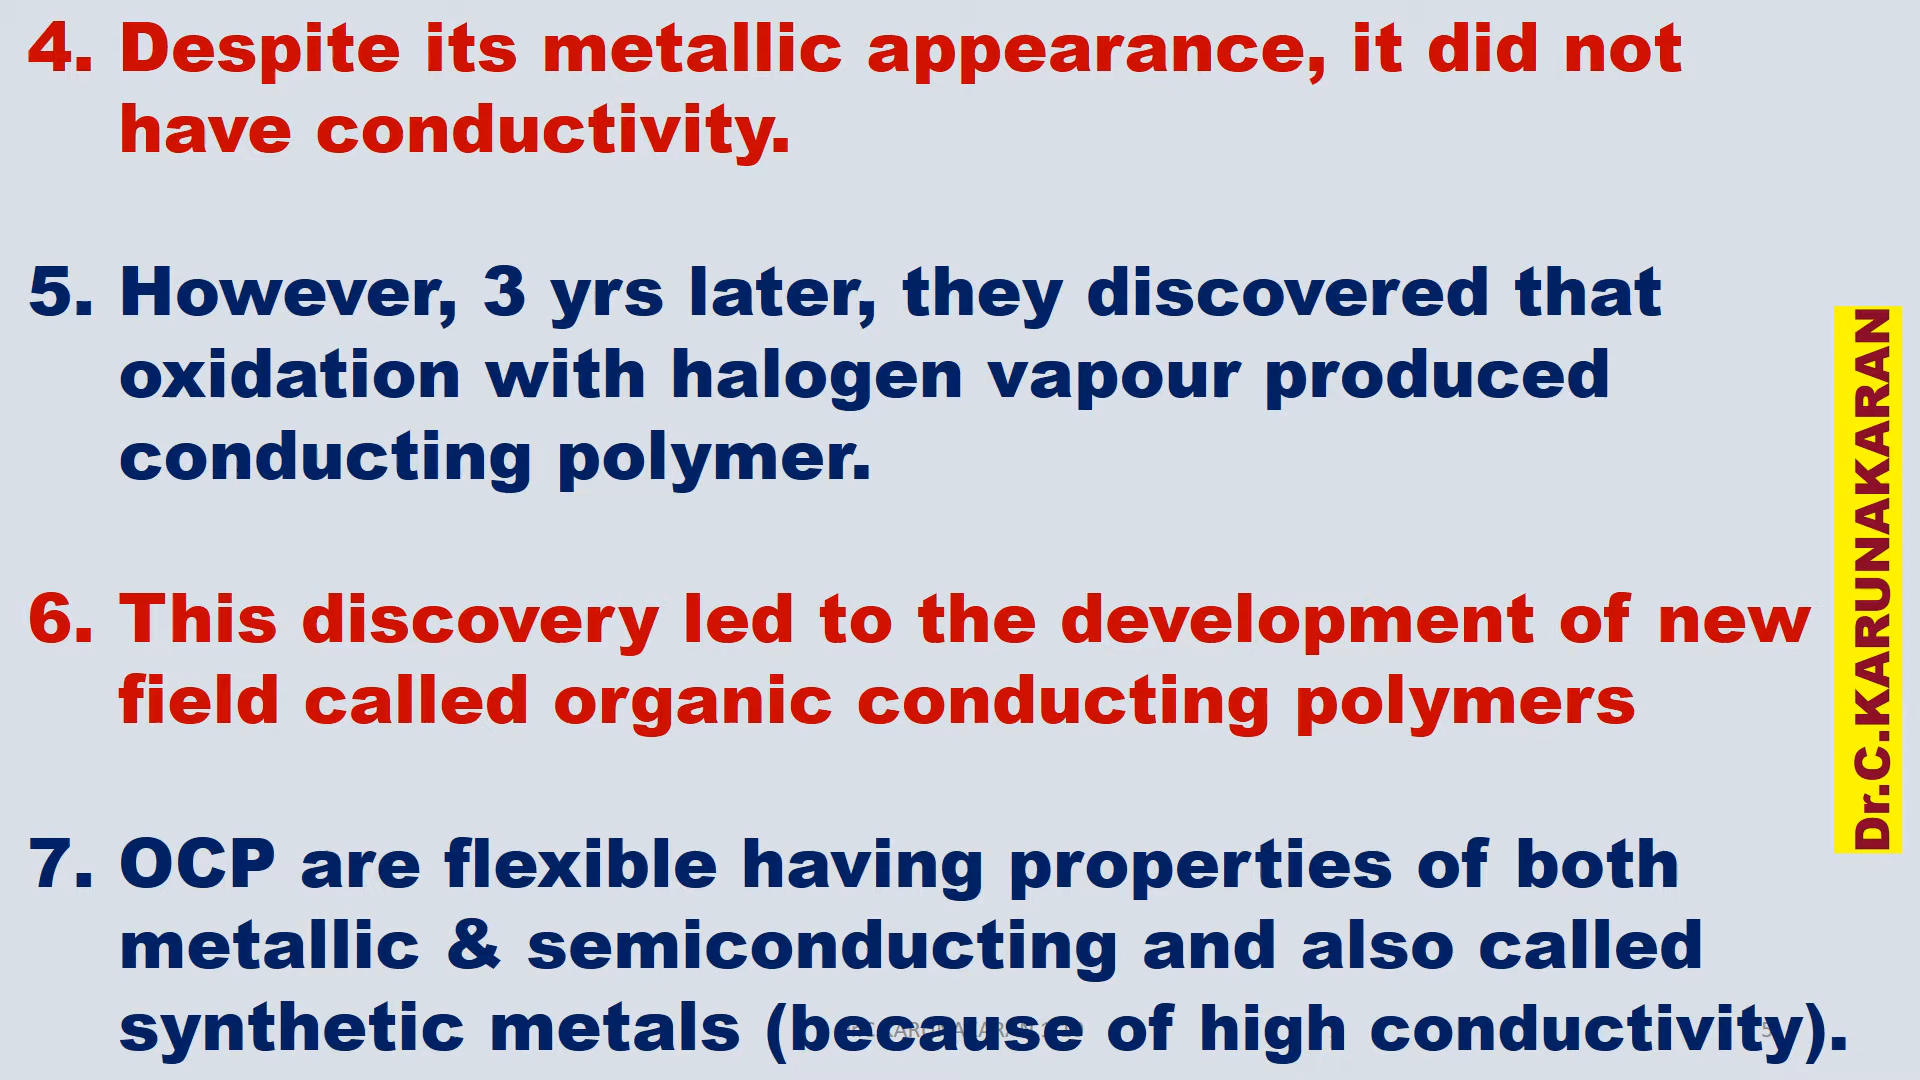 4. Despite its metallic appearance, it did not
have conductivity.
5. However, 3 yrs later, they discovered that
oxidation with halogen vapour produced
conducting polymer.
6. This discovery led to the development of new
field called organic conducting polymers
7. OCP are flexible having properties of both
metallic & semiconducting and also called
synthetic metals (because of high conductivity).
Dr.C.KARUNAKARAN